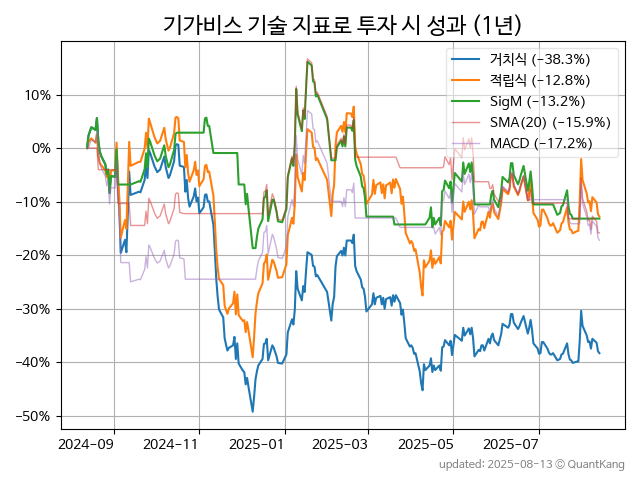 기가비스 기술 지표로 투자 시 성과 (1년)
거치식 (−38.3%)
적립식 (−12.8%)
SigM (−13.2%)
SMA(20) (−15.9%)
MACD (−17.2%)
10%
0%
−10%
−20%
−30%
−40%
−50%
2024-09 2024-11 2025-01 2025-03 2025-05 2025-07
updated: 2025-08-13 ⓒ QuantKang